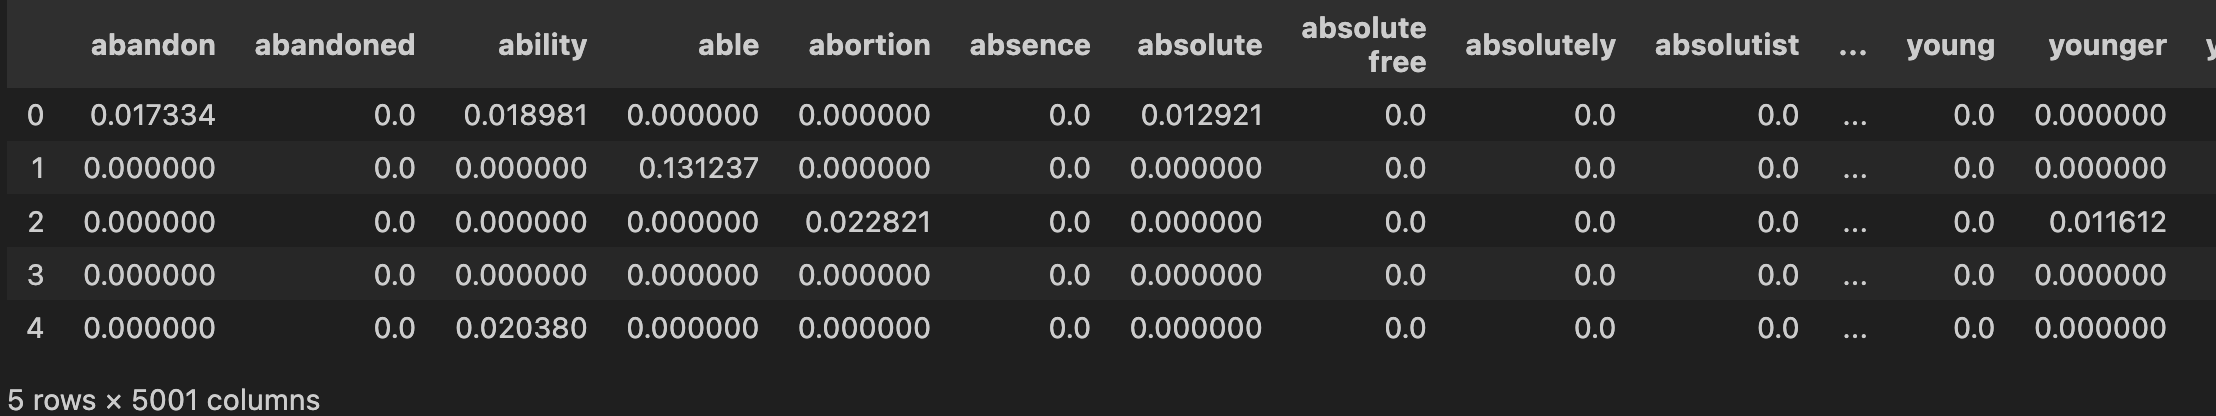 abandon abandoned ability able abortion absence absolute absolute free absolutely absolutist ... young younger y
0 0.017334 0.0 0.018981 0.000000 0.000000 0.0 0.012921 0.0 0.0 0.0 ... 0.0 0.000000
1 0.000000 0.0 0.000000 0.131237 0.000000 0.0 0.000000 0.0 0.0 0.0 ... 0.0 0.000000
2 0.000000 0.0 0.000000 0.000000 0.022821 0.0 0.000000 0.0 0.0 0.0 ... 0.0 0.011612
3 0.000000 0.0 0.000000 0.000000 0.000000 0.0 0.000000 0.0 0.0 0.0 ... 0.0 0.000000
4 0.000000 0.0 0.020380 0.000000 0.000000 0.0 0.000000 0.0 0.0 0.0 ... 0.0 0.000000
5 rows × 5001 columns